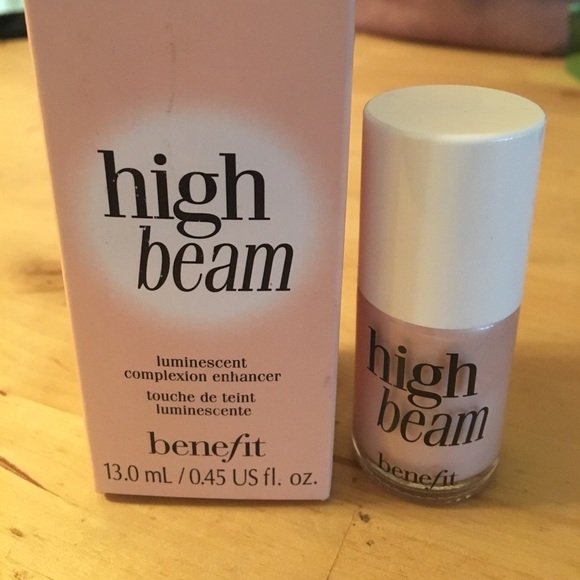 high
beam
luminescent
complexion enhancer
touche de teint
luminescente
benefit
13.0 mL / 0.45 US fl. oz.
high
beam
benefit